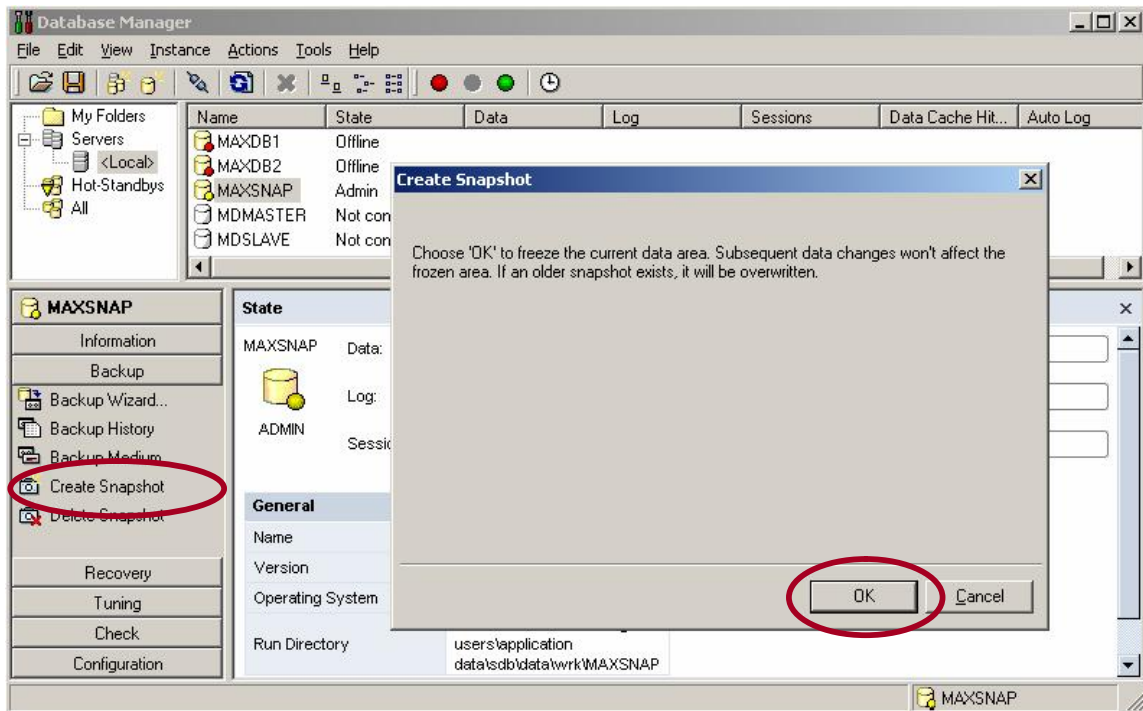 Database Manager
File Edit View Instance Actions Tools Help
My Folders
Servers
<Local>
Hot-Standbys
All
Name State Data Log Sessions Data Cache Hit... Auto Log
MAXDB1 Offline
MAXDB2 Offline
MAXSNAP Admin
MDMASTER Not con
MDSLAVE Not con
Create Snapshot
Choose 'OK' to freeze the current data area. Subsequent data changes won't affect the
frozen area. If an older snapshot exists, it will be overwritten.
OK Cancel
MAXSNAP
Information
Backup
Backup Wizard...
Backup History
Backup Medium
Create Snapshot
Delete Snapshot
Recovery
Tuning
Check
Configuration
State
MAXSNAP
ADMIN
Data:
Log:
Sessio
General
Name
Version
Operating System
Run Directory
users\application
data\sdb\data\wrk\MAXSNAP
MAXSNAP